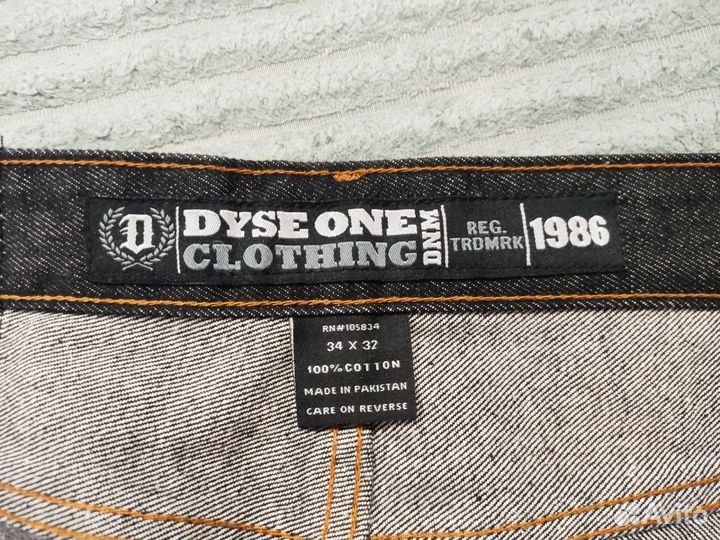 D
DYSE ONE
CLOTHING
DNM
REG.
TRDMRK
1986
RN#105834
34 X 32
100% COTTON
MADE IN PAKISTAN
CARE ON REVERSE
Avito